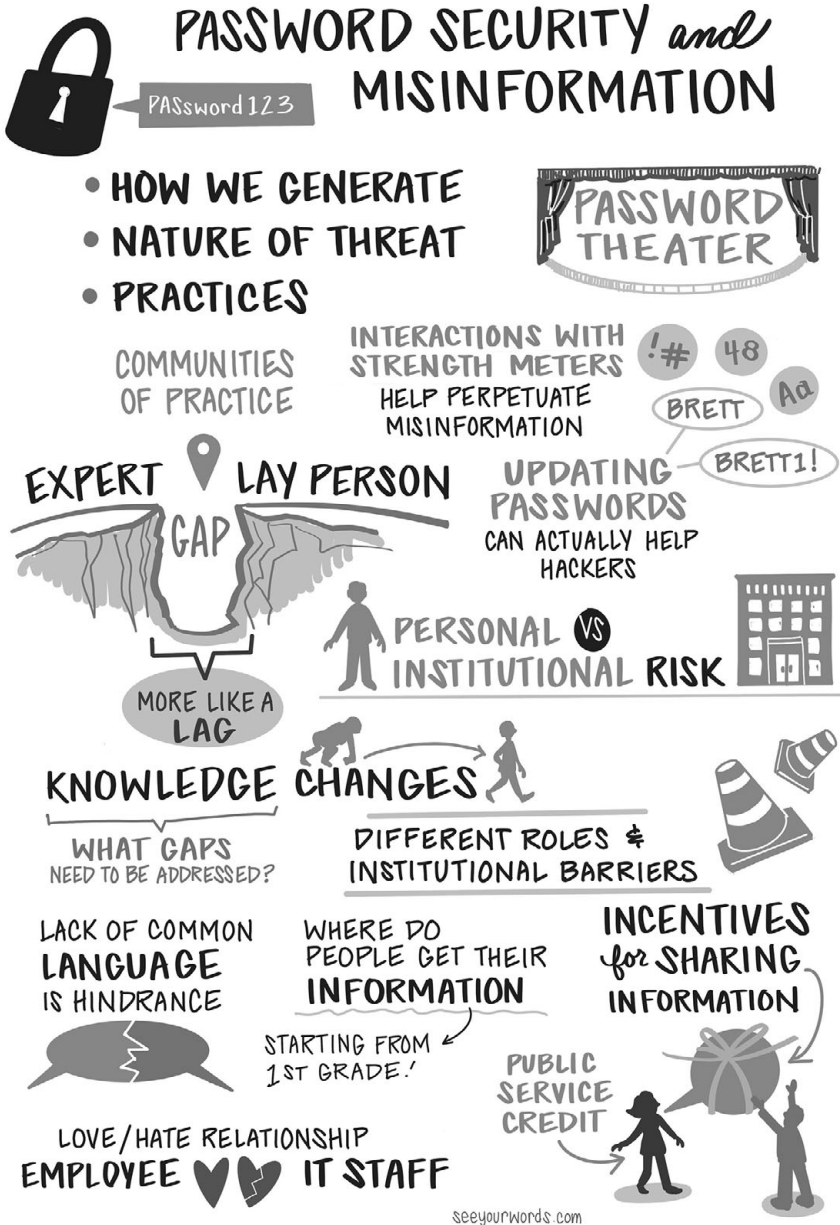 PASSWORD SECURITY and
MISINFORMATION
PASsword123
• HOW WE GENERATE
• NATURE OF THREAT
• PRACTICES
PASSWORD
THEATER
COMMUNITIES
OF PRACTICE
INTERACTIONS WITH
STRENGTH METERS
HELP PERPETUATE
MISINFORMATION
!#
48
Aa
BRETT
BRETT1!
EXPERT
LAY PERSON
GAP
MORE LIKE A
LAG
UPDATING
PASSWORDS
CAN ACTUALLY HELP
HACKERS
PERSONAL VS
INSTITUTIONAL RISK
KNOWLEDGE CHANGES
WHAT GAPS
NEED TO BE ADDRESSED?
DIFFERENT ROLES &
INSTITUTIONAL BARRIERS
LACK OF COMMON
LANGUAGE
IS HINDRANCE
WHERE DO
PEOPLE GET THEIR
INFORMATION
STARTING FROM
1ST GRADE!
INCENTIVES
for SHARING
INFORMATION
PUBLIC
SERVICE
CREDIT
LOVE/HATE RELATIONSHIP
EMPLOYEE IT STAFF
seeyourwords.com